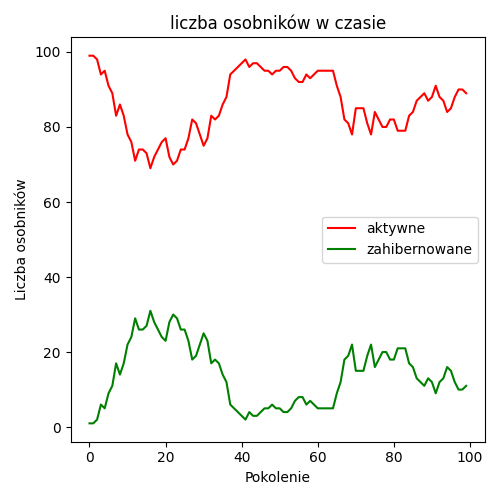 liczba osobników w czasie
100
80
60
40
20
0
Liczba osobników
aktywne
zahibernowane
0 20 40 60 80 100
Pokolenie